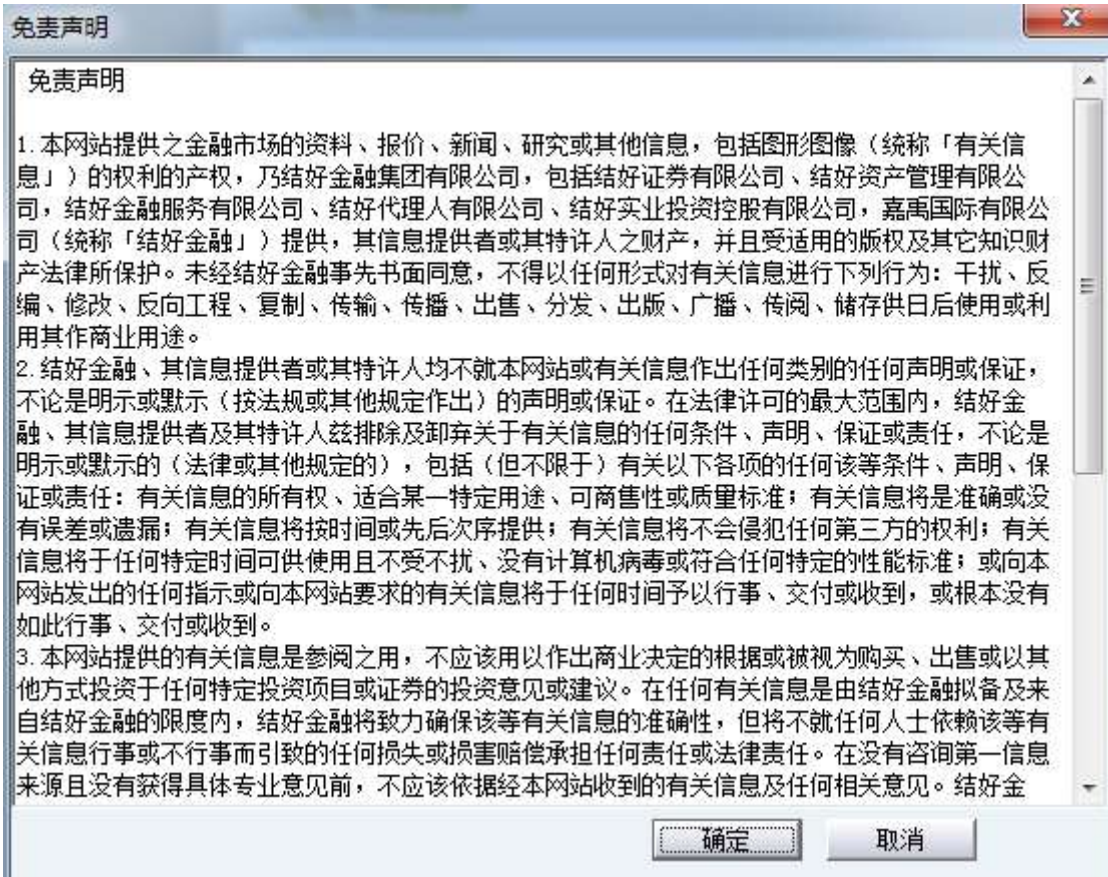 免责声明
免责声明
1.本网站提供之金融市场的资料、报价、新闻、研究或其他信息，包括图形图像（统称「有关信
息」）的权利的产权，乃结好金融集团有限公司，包括结好证券有限公司、结好资产管理有限公
司，结好金融服务有限公司、结好代理人有限公司、结好实业投资控股有限公司，嘉禹国际有限公
司（统称「结好金融」）提供，其信息提供者或其特许人之财产，并且受适用的版权及其它知识财
产法律所保护。未经结好金融事先书面同意，不得以任何形式对有关信息进行下列行为：干扰、反
编、修改、反向工程、复制、传输、传播、出售、分发、出版、广播、传阅、储存供日后使用或利
用其作商业用途。
2.结好金融、其信息提供者或其特许人均不就本网站或有关信息作出任何类别的任何声明或保证，
不论是明示或默示（按法规或其他规定作出）的声明或保证。在法律许可的最大范围内，结好金
融、其信息提供者及其特许人兹排除及卸弃关于有关信息的任何条件、声明、保证或责任，不论是
明示或默示的（法律或其他规定的），包括（但不限于）有关以下各项的任何该等条件、声明、保
证或责任：有关信息的所有权、适合某一特定用途、可商售性或质量标准；有关信息将是准确或没
有误差或遗漏；有关信息将按时间或先后次序提供；有关信息将不会侵犯任何第三方的权利；有关
信息将于任何特定时间可供使用且不受不扰、没有计算机病毒或符合任何特定的性能标准；或向本
网站发出的任何指示或向本网站要求的有关信息将于任何时间予以行事、交付或收到，或根本没有
如此行事、交付或收到。
3.本网站提供的有关信息是参阅之用，不应该用以作出商业决定的根据或被视为购买、出售或以其
他方式投资于任何特定投资项目或证券的投资意见或建议。在任何有关信息是由结好金融拟备及来
自结好金融的限度内，结好金融将致力确保该等有关信息的准确性，但将不就任何人士依赖该等有
关信息行事或不行事而引致的任何损失或损害赔偿承担任何责任或法律责任。在没有咨询第一信息
来源且没有获得具体专业意见前，不应该依据经本网站收到的有关信息及任何相关意见。结好金
确定 取消